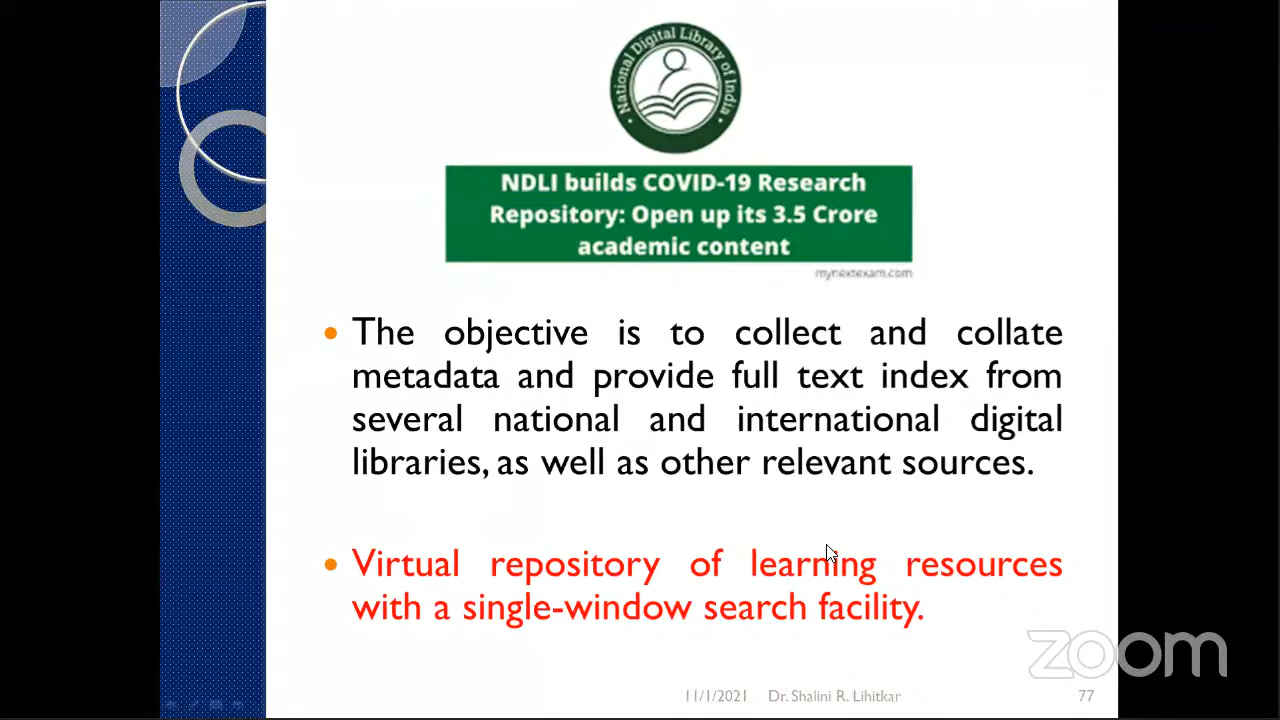 National Digital Library of India
NDLI builds COVID-19 Research
Repository: Open up its 3.5 Crore
academic content
mynextexam.com
• The objective is to collect and collate
metadata and provide full text index from
several national and international digital
libraries, as well as other relevant sources.
• Virtual repository of learning resources
with a single-window search facility.
zoom
11/1/2021 Dr. Shalini R. Lihitkar 77